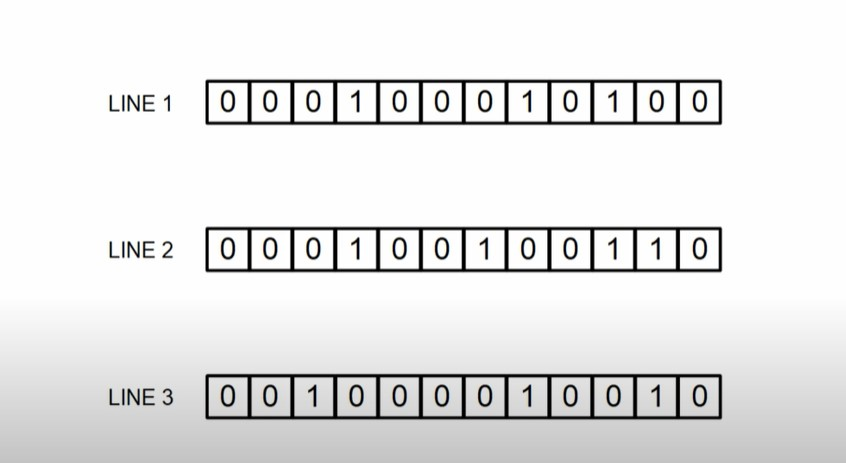 LINE 1 0 0 0 1 0 0 0 1 0 1 0 0
LINE 2 0 0 0 1 0 0 1 0 0 1 1 0
LINE 3 0 0 1 0 0 0 0 1 0 0 1 0